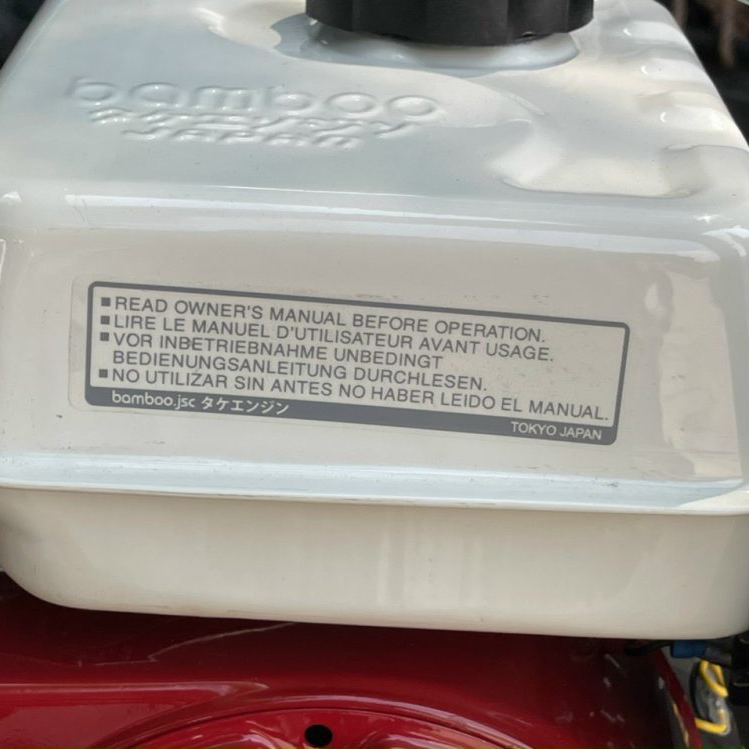 bamboo
Japan
■ READ OWNER'S MANUAL BEFORE OPERATION.
■ LIRE LE MANUEL D'UTILISATEUR AVANT USAGE.
■ VOR INBETRIEBNAHME UNBEDINGT
BEDIENUNGSANLEITUNG DURCHLESEN.
■ NO UTILIZAR SIN ANTES NO HABER LEIDO EL MANUAL.
bamboo.jsc タケエンジン
TOKYO JAPAN